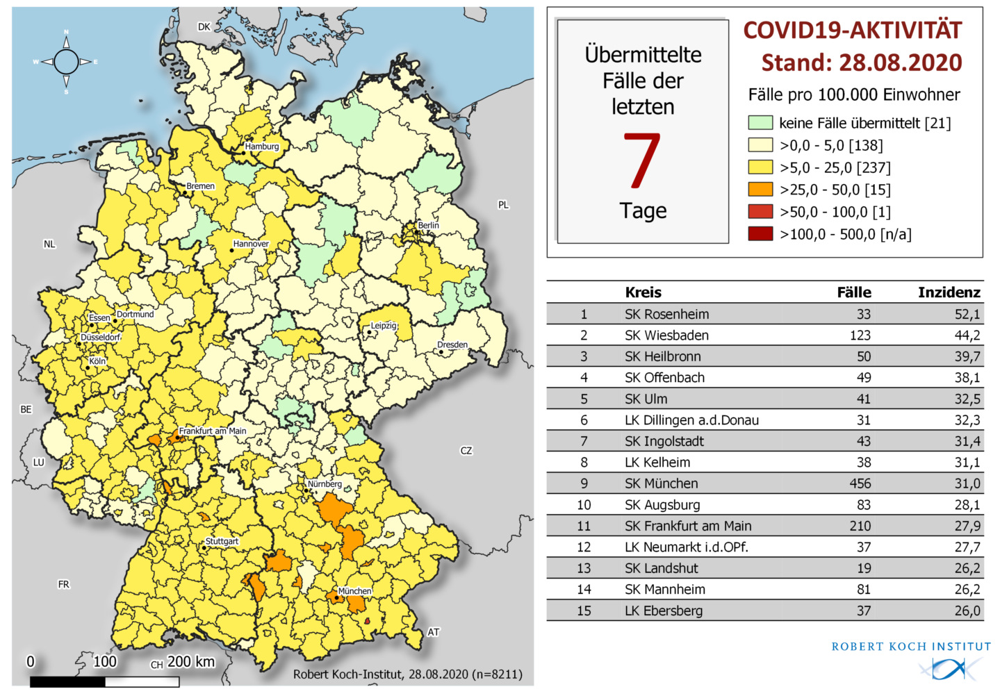 N
W
E
S
DK
Hamburg
Bremen
PL
Berlin
NL
Hannover
Essen
Dortmund
Leipzig
Düsseldorf
Dresden
Köln
BE
Frankfurt am Main
CZ
LU
Nürnberg
Stuttgart
FR
München
AT
CH
0
100
200 km
Robert Koch-Institut, 28.08.2020 (n=8211)
Übermittelte
Fälle der
letzten
7
Tage
COVID19-AKTIVITÄT
Stand: 28.08.2020
Fälle pro 100.000 Einwohner
keine Fälle übermittelt [21]
>0,0 - 5,0 [138]
>5,0 - 25,0 [237]
>25,0 - 50,0 [15]
>50,0 - 100,0 [1]
>100,0 - 500,0 [n/a]
Kreis Fälle Inzidenz
1 SK Rosenheim 33 52,1
2 SK Wiesbaden 123 44,2
3 SK Heilbronn 50 39,7
4 SK Offenbach 49 38,1
5 SK Ulm 41 32,5
6 LK Dillingen a.d.Donau 31 32,3
7 SK Ingolstadt 43 31,4
8 LK Kelheim 38 31,1
9 SK München 456 31,0
10 SK Augsburg 83 28,1
11 SK Frankfurt am Main 210 27,9
12 LK Neumarkt i.d.OPf. 37 27,7
13 SK Landshut 19 26,2
14 SK Mannheim 81 26,2
15 LK Ebersberg 37 26,0
ROBERT KOCH INSTITUT